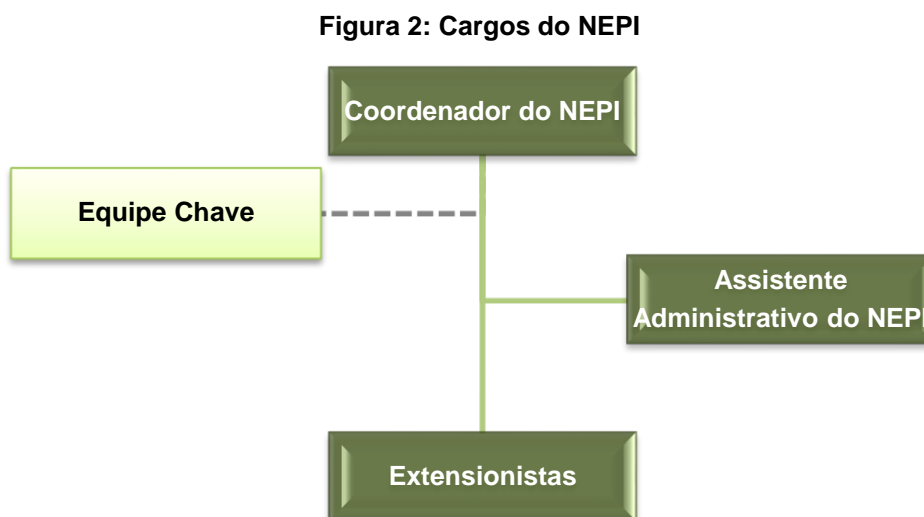 Figura 2: Cargos do NEPI
Coordenador do NEPI
Equipe Chave
Assistente
Administrativo do NEPI
Extensionistas